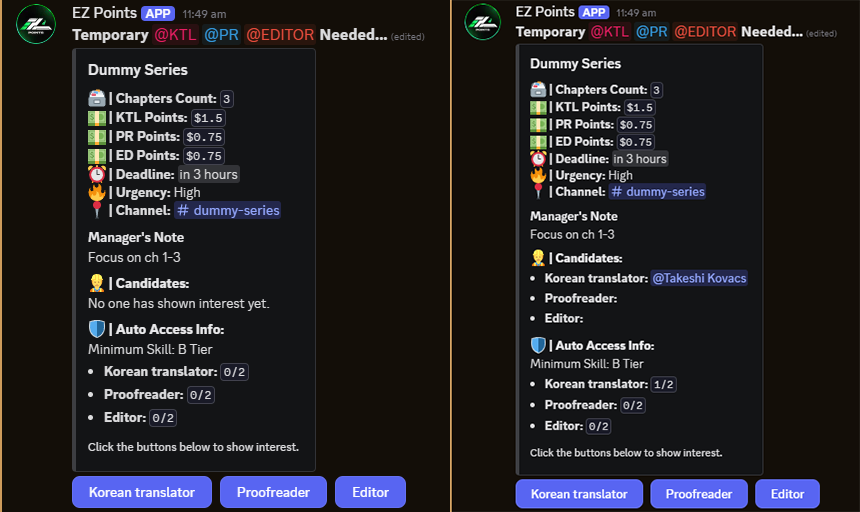 EZ Points APP 11:49 am
Temporary @KTL @PR @EDITOR Needed... (edited)
Dummy Series
| Chapters Count: 3
| KTL Points: $1.5
| PR Points: $0.75
| ED Points: $0.75
| Deadline: in 3 hours
| Urgency: High
| Channel: # dummy-series
Manager's Note
Focus on ch 1-3
| Candidates:
No one has shown interest yet.
| Auto Access Info:
Minimum Skill: B Tier
• Korean translator: 0/2
• Proofreader: 0/2
• Editor: 0/2
Click the buttons below to show interest.
Korean translator Proofreader Editor
EZ Points APP 11:49 am
Temporary @KTL @PR @EDITOR Needed... (edited)
Dummy Series
| Chapters Count: 3
| KTL Points: $1.5
| PR Points: $0.75
| ED Points: $0.75
| Deadline: in 3 hours
| Urgency: High
| Channel: # dummy-series
Manager's Note
Focus on ch 1-3
| Candidates:
• Korean translator: @Takeshi Kovacs
• Proofreader:
• Editor:
| Auto Access Info:
Minimum Skill: B Tier
• Korean translator: 1/2
• Proofreader: 0/2
• Editor: 0/2
Click the buttons below to show interest.
Korean translator Proofreader Editor